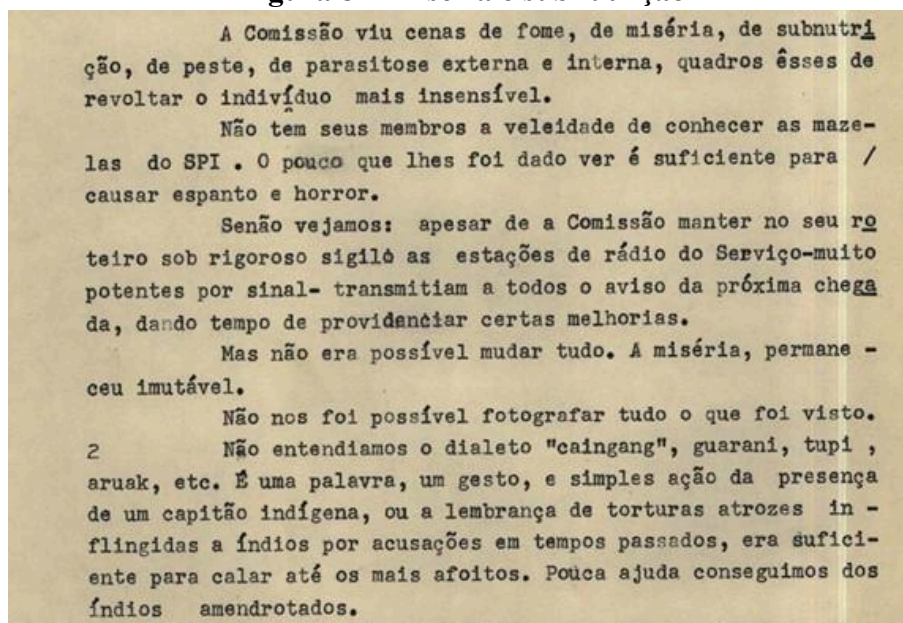 A Comissão viu cenas de fome, de miséria, de subnutri
ção, de peste, de parasitose externa e interna, quadros êsses de
revoltar o indivíduo mais insensível.
Não tem seus membros a veleidade de conhecer as maze-
las do SPI . O pouco que lhes foi dado ver é suficiente para /
causar espanto e horror.
Senão vejamos: apesar de a Comissão manter no seu ro
teiro sob rigoroso sigilo as estações de rádio do Serviço-muito
potentes por sinal- transmitiam a todos o aviso da próxima chega
da, dando tempo de providenciar certas melhorias.
Mas não era possível mudar tudo. A miséria, permane -
ceu imutável.
Não nos foi possível fotografar tudo o que foi visto.
2 Não entendiamos o dialeto "caingang", guarani, tupi ,
aruak, etc. É uma palavra, um gesto, e simples ação da presença
de um capitão indígena, ou a lembrança de torturas atrozes in -
flingidas a índios por acusações em tempos passados, era sufici-
ente para calar até os mais afoitos. Pouca ajuda conseguimos dos
índios amendrotados.